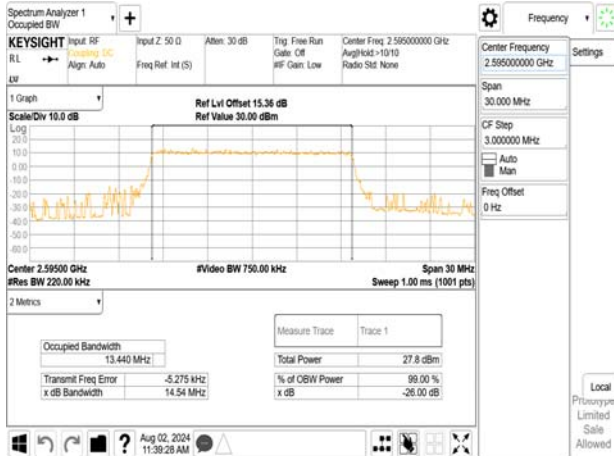 Spectrum Analyzer 1
Occupied BW
+
Frequency
KEYSIGHT
Input: RF
Coupling: DC
Align: Auto
Input Z: 50 Ω
Freq Ref: Int (S)
Atten: 30 dB
Trig: Free Run
Gate: Off
#IF Gain: Low
Center Freq: 2.595000000 GHz
Avg|Hold:>10/10
Radio Std: None
RL
LW
1 Graph
Scale/Div 10.0 dB
Ref Lvl Offset 15.36 dB
Ref Value 30.00 dBm
Log
20.0
10.0
0.00
-10.0
-20.0
-30.0
-40.0
-50.0
-60.0
Center 2.59500 GHz
#Video BW 750.00 kHz
Span 30 MHz
#Res BW 220.00 kHz
Sweep 1.00 ms (1001 pts)
2 Metrics
Measure Trace
Trace 1
Occupied Bandwidth
13.440 MHz
Total Power
27.8 dBm
Transmit Freq Error
-5.275 kHz
% of OBW Power
99.00 %
x dB Bandwidth
14.54 MHz
x dB
-26.00 dB
Center Frequency
2.595000000 GHz
Settings
Span
30.000 MHz
CF Step
3.000000 MHz
Auto
Man
Freq Offset
0 Hz
Local
Prototype
Limited
Sale
Allowed
?
Aug 02, 2024
11:39:28 AM